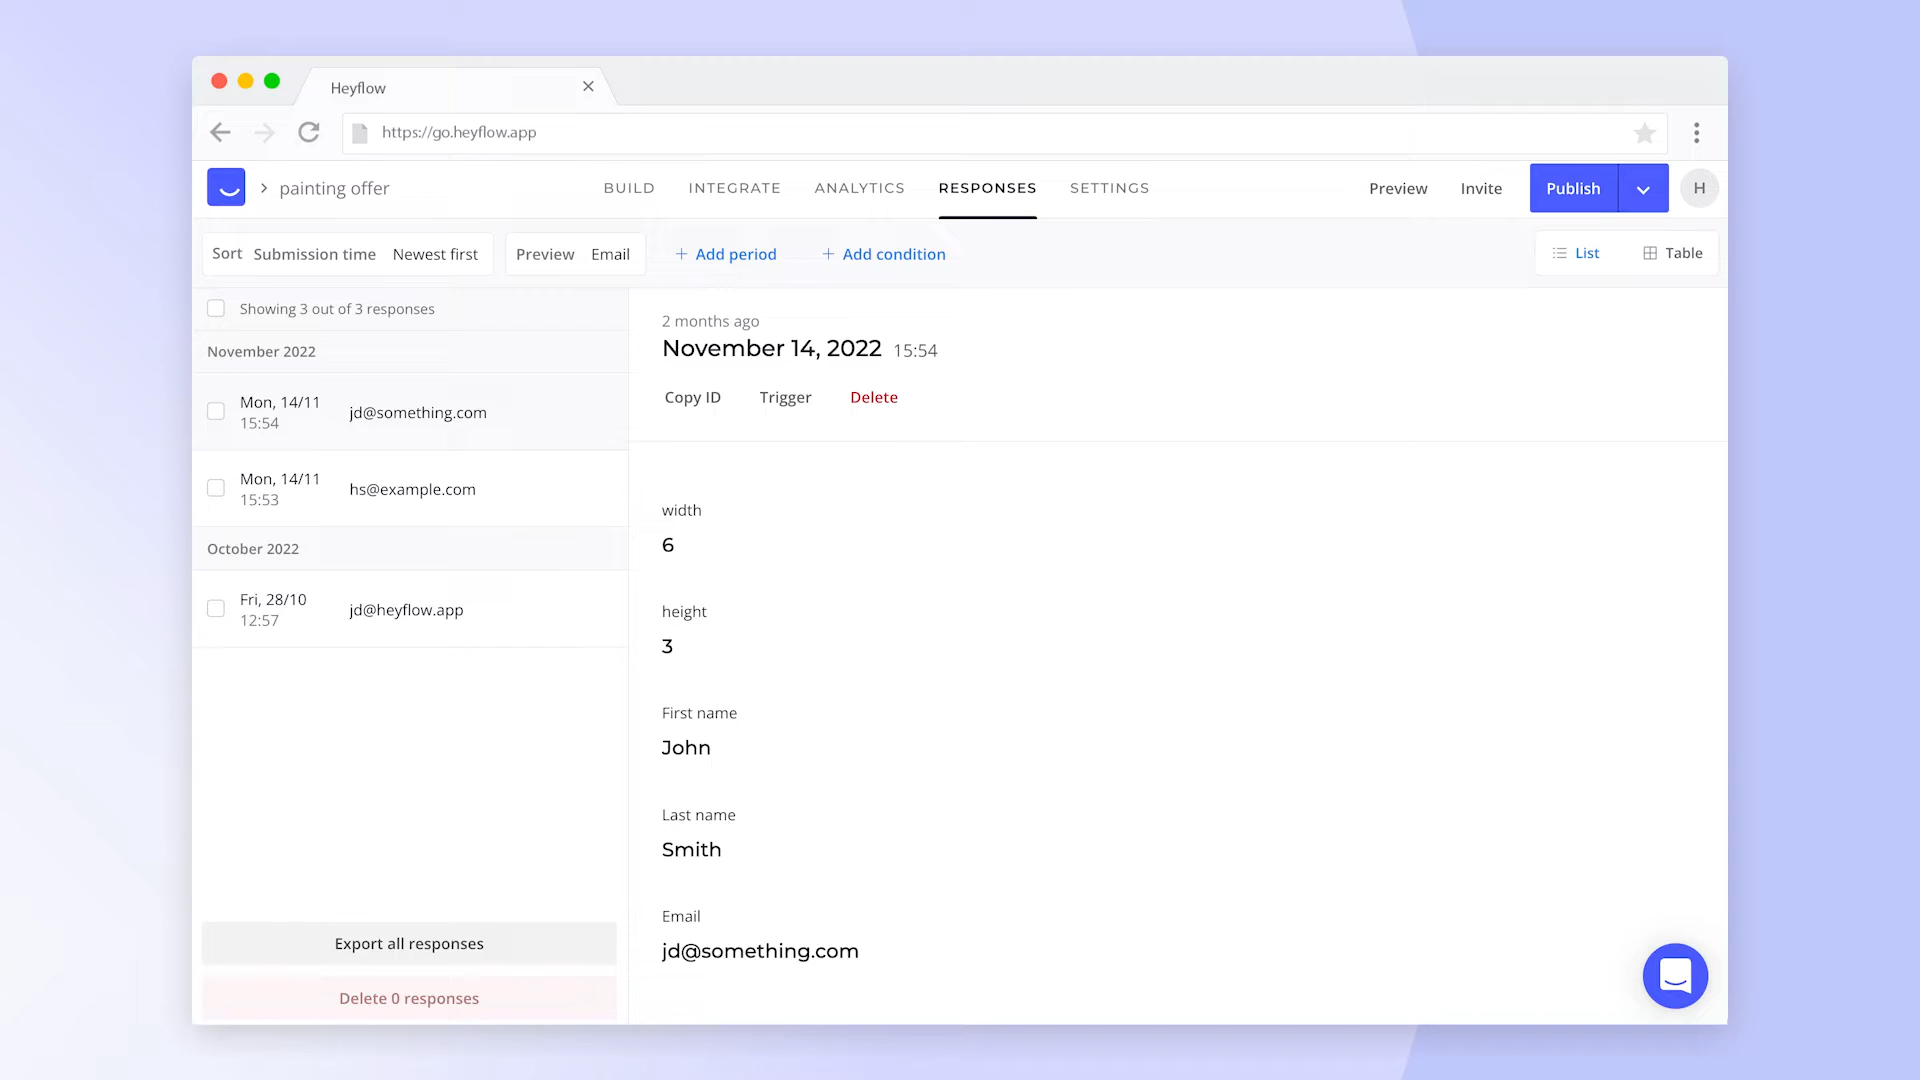 Heyflow
https://go.heyflow.app
painting offer
BUILD INTEGRATE ANALYTICS RESPONSES SETTINGS
Preview Invite Publish H
Sort Submission time Newest first Preview Email + Add period + Add condition List Table
Showing 3 out of 3 responses
November 2022
Mon, 14/11
15:54
jd@something.com
Mon, 14/11
15:53
hs@example.com
October 2022
Fri, 28/10
12:57
jd@heyflow.app
Export all responses
Delete 0 responses
2 months ago
November 14, 2022 15:54
Copy ID Trigger Delete
width
6
height
3
First name
John
Last name
Smith
Email
jd@something.com